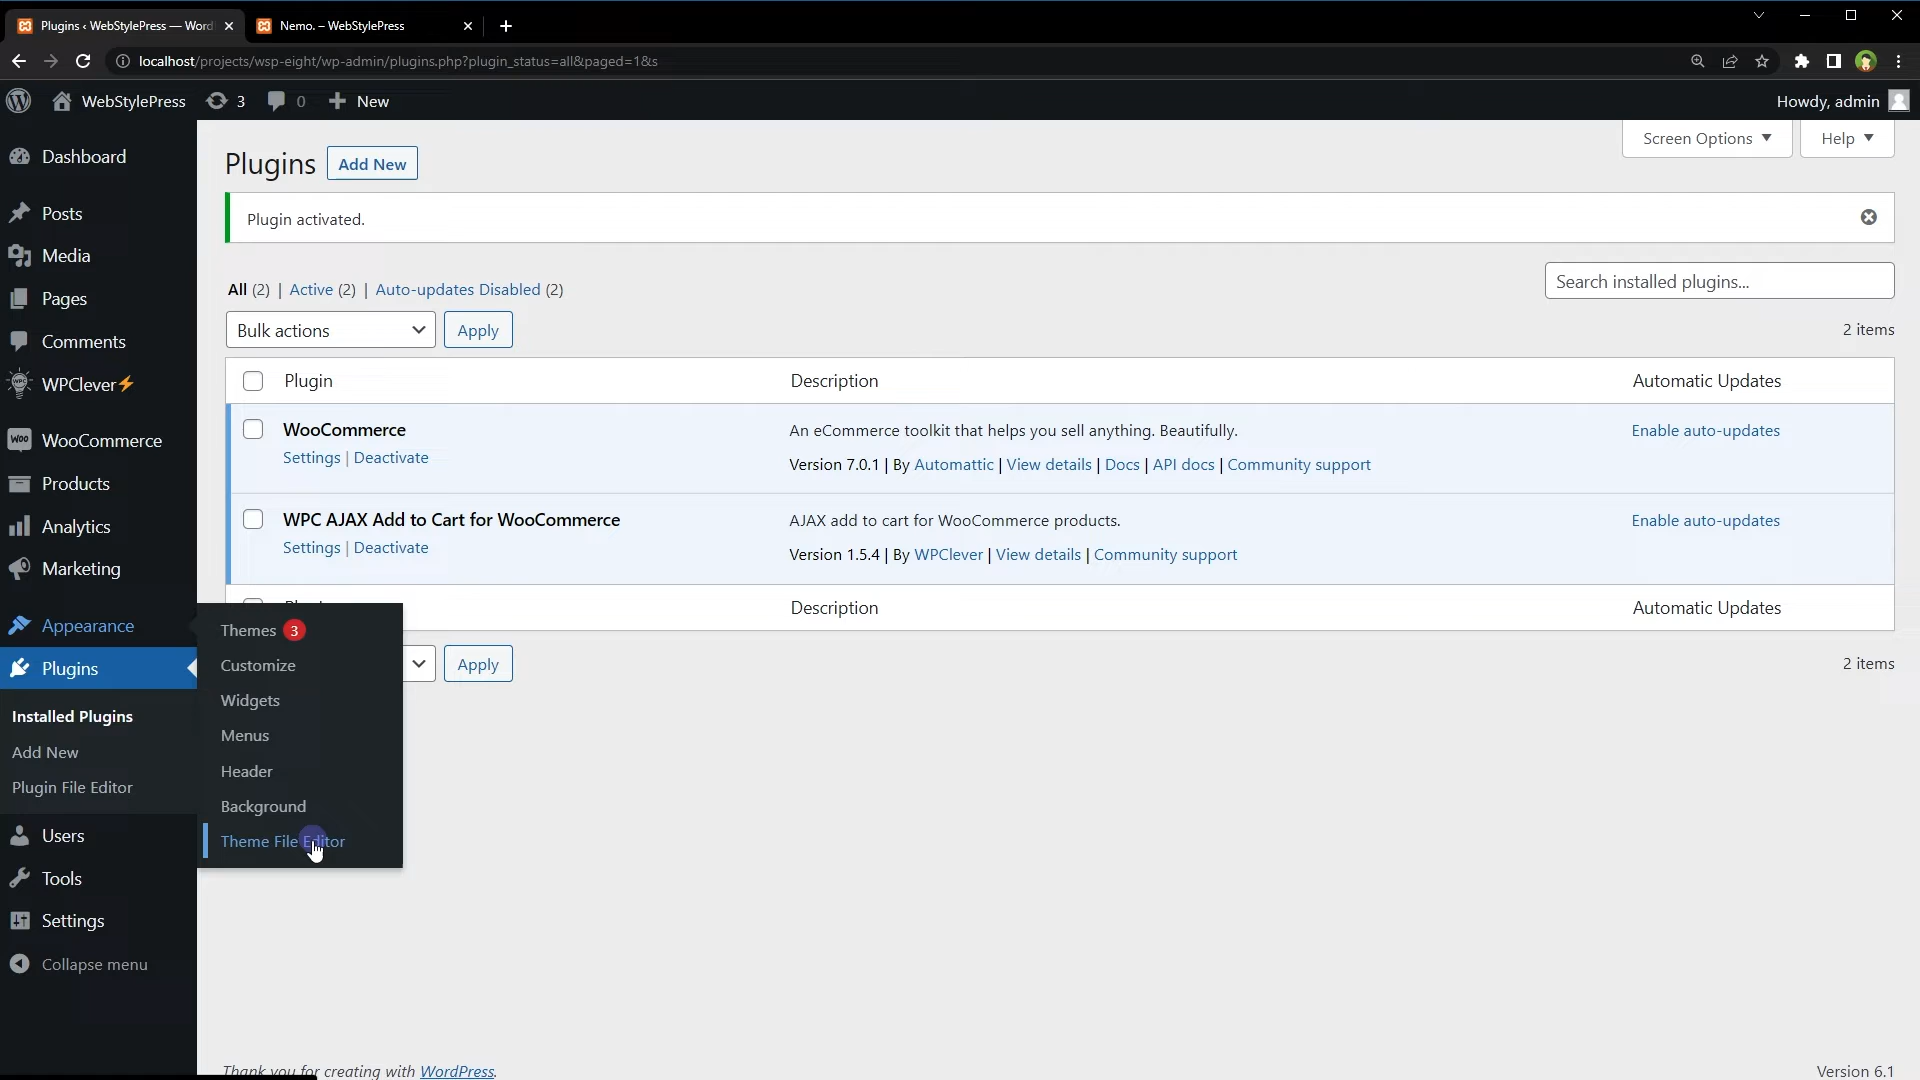 Plugins ‹ WebStylePress — Word
Nemo. – WebStylePress
localhost/projects/wsp-eight/wp-admin/plugins.php?plugin_status=all&paged=1&s
WebStylePress 3 0 New
Howdy, admin
Dashboard
Posts
Media
Pages
Comments
WPClever
WooCommerce
Products
Analytics
Marketing
Appearance
Plugins
Installed Plugins
Add New
Plugin File Editor
Users
Tools
Settings
Collapse menu
Themes 3
Customize
Widgets
Menus
Header
Background
Theme File Editor
Screen Options Help
Plugins Add New
Plugin activated.
All (2) | Active (2) | Auto-updates Disabled (2)
Search installed plugins...
Bulk actions Apply
2 items
Plugin Description Automatic Updates
WooCommerce
Settings | Deactivate
An eCommerce toolkit that helps you sell anything. Beautifully.
Version 7.0.1 | By Automattic | View details | Docs | API docs | Community support
Enable auto-updates
WPC AJAX Add to Cart for WooCommerce
Settings | Deactivate
AJAX add to cart for WooCommerce products.
Version 1.5.4 | By WPClever | View details | Community support
Enable auto-updates
Description Automatic Updates
Apply
2 items
Thank you for creating with WordPress.
Version 6.1